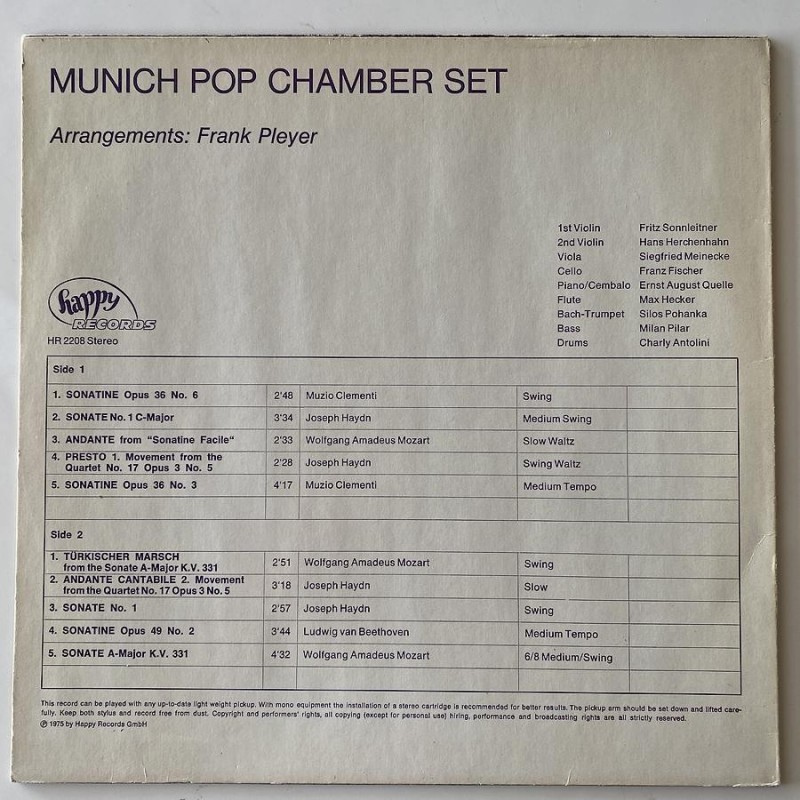 MUNICH POP CHAMBER SET
Arrangements: Frank Pleyer
1st Violin Fritz Sonnleitner
2nd Violin Hans Herchenhahn
Viola Siegfried Meinecke
Cello Franz Fischer
Piano/Cembalo Ernst August Quelle
Flute Max Hecker
Bach-Trumpet Silos Pohanka
Bass Milan Pilar
Drums Charly Antolini
happy
RECORDS
HR 2208 Stereo
Side 1
1. SONATINE Opus 36 No. 6 2'48 Muzio Clementi Swing
2. SONATE No. 1 C-Major 3'34 Joseph Haydn Medium Swing
3. ANDANTE from "Sonatine Facile" 2'33 Wolfgang Amadeus Mozart Slow Waltz
4. PRESTO 1. Movement from the
Quartet No. 17 Opus 3 No. 5 2'28 Joseph Haydn Swing Waltz
5. SONATINE Opus 36 No. 3 4'17 Muzio Clementi Medium Tempo
Side 2
1. TÜRKISCHER MARSCH
from the Sonate A-Major K.V. 331 2'51 Wolfgang Amadeus Mozart Swing
2. ANDANTE CANTABILE 2. Movement
from the Quartet No. 17 Opus 3 No. 5 3'18 Joseph Haydn Slow
3. SONATE No. 1 2'57 Joseph Haydn Swing
4. SONATINE Opus 49 No. 2 3'44 Ludwig van Beethoven Medium Tempo
5. SONATE A-Major K.V. 331 4'32 Wolfgang Amadeus Mozart 6/8 Medium/Swing
This record can be played with any up-to-date light weight pickup. With mono equipment the installation of a stereo cartridge is recommended for better results. The pickup arm should be set down and lifted care-
fully. Keep both stylus and record free from dust. Copyright and performers' rights, all copying (except for personal use) hiring, performance and broadcasting rights are all strictly reserved.
℗ 1975 by Happy Records GmbH